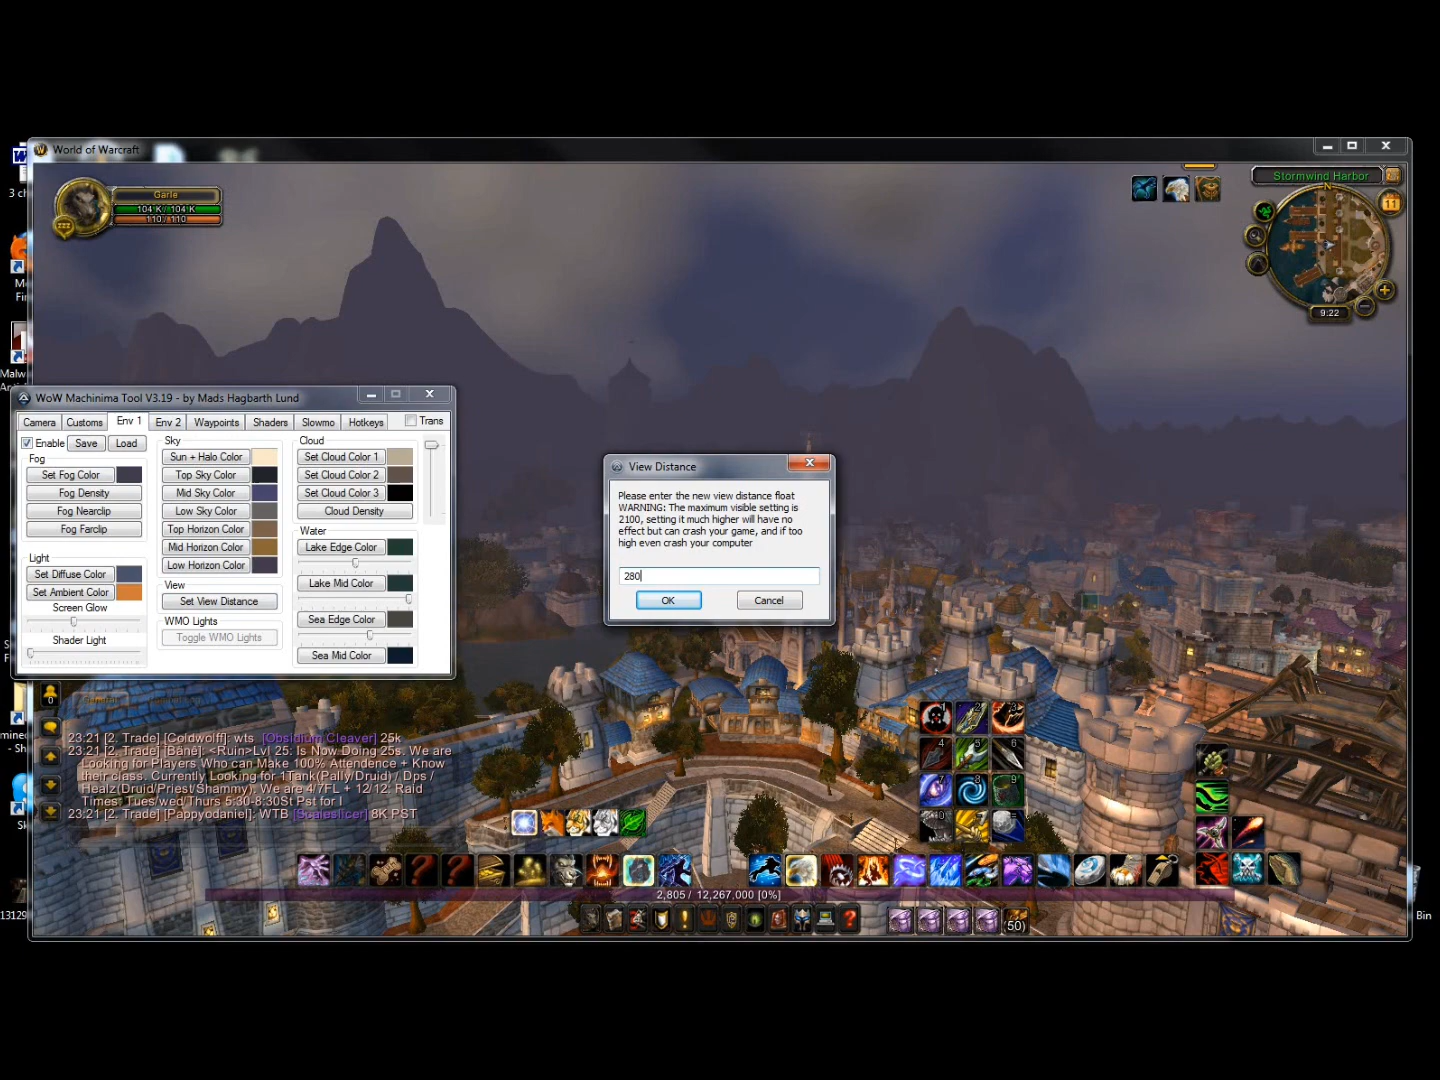 World of Warcraft
3 ch
Garle
104 K / 104 K
110 / 110
zzz
Stormwind Harbor
N
11
9:22
Fir
Malw
WoW Machinima Tool V3.19 - by Mads Hagbarth Lund
Camera Customs Env 1 Env 2 Waypoints Shaders Slowmo Hotkeys Trans
Enable Save Load
Fog
Set Fog Color
Fog Density
Fog Nearclip
Fog Farclip
Light
Set Diffuse Color
Set Ambient Color
Screen Glow
Shader Light
Sky
Sun + Halo Color
Top Sky Color
Mid Sky Color
Low Sky Color
Top Horizon Color
Mid Horizon Color
Low Horizon Color
View
Set View Distance
WMO Lights
Toggle WMO Lights
Cloud
Set Cloud Color 1
Set Cloud Color 2
Set Cloud Color 3
Cloud Density
Water
Lake Edge Color
Lake Mid Color
Sea Edge Color
Sea Mid Color
View Distance
Please enter the new view distance float
WARNING: The maximum visible setting is
2100, setting it much higher will have no
effect but can crash your game, and if too
high even crash your computer
280
OK Cancel
0
23:21 [2. Trade] [Coldwolff]: wts [Obsidium Cleaver] 25k
23:21 [2. Trade] [Bãné]: <Ruin>Lvl 25: Is Now Doing 25s. We are
Looking for Players Who can Make 100% Attendence + Know
their class. Currently Looking for 1Tank(Pally/Druid) / Dps /
Healz(Druid/Priest/Shammy). We are 4/7FL + 12/12. Raid
Times: Tues/wed/Thurs 5:30-8:30St Pst for I
23:21 [2. Trade] [Pappyodaniel]: WTB [Scaleslicer] 8K PST
2,805 / 12,267,000 [0%]
(50)
13129
Bin